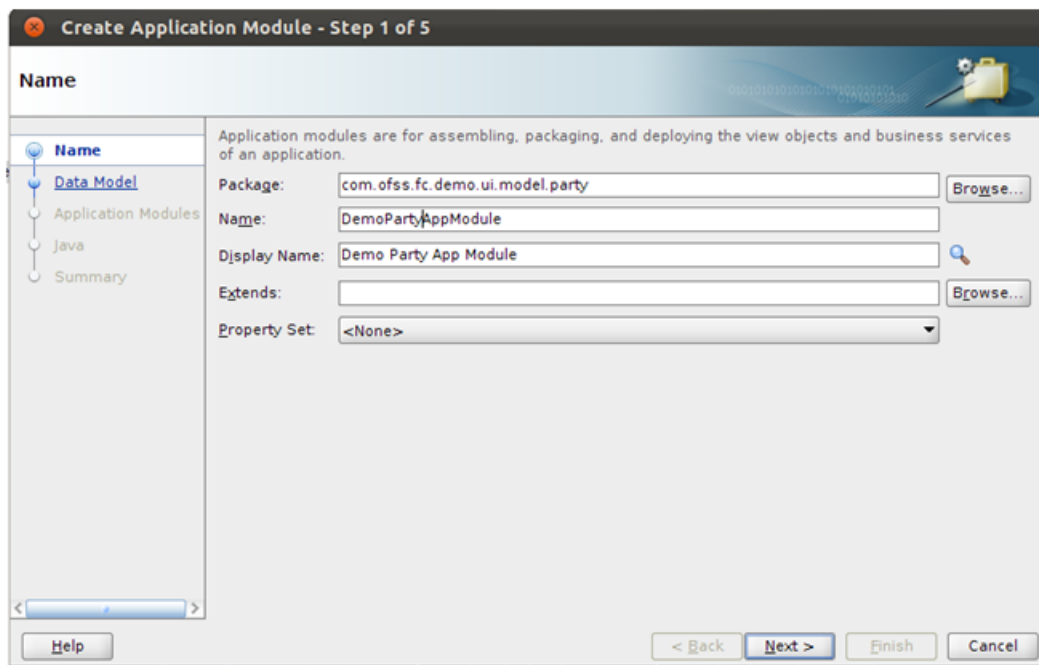 Create Application Module - Step 1 of 5
Name
Application modules are for assembling, packaging, and deploying the view objects and business services
of an application.
Name
Data Model
Application Modules
Java
Summary
Package: com.ofss.fc.demo.ui.model.party Browse...
Name: DemoPartyAppModule
Display Name: Demo Party App Module
Extends: Browse...
Property Set: <None>
Help < Back Next > Finish Cancel